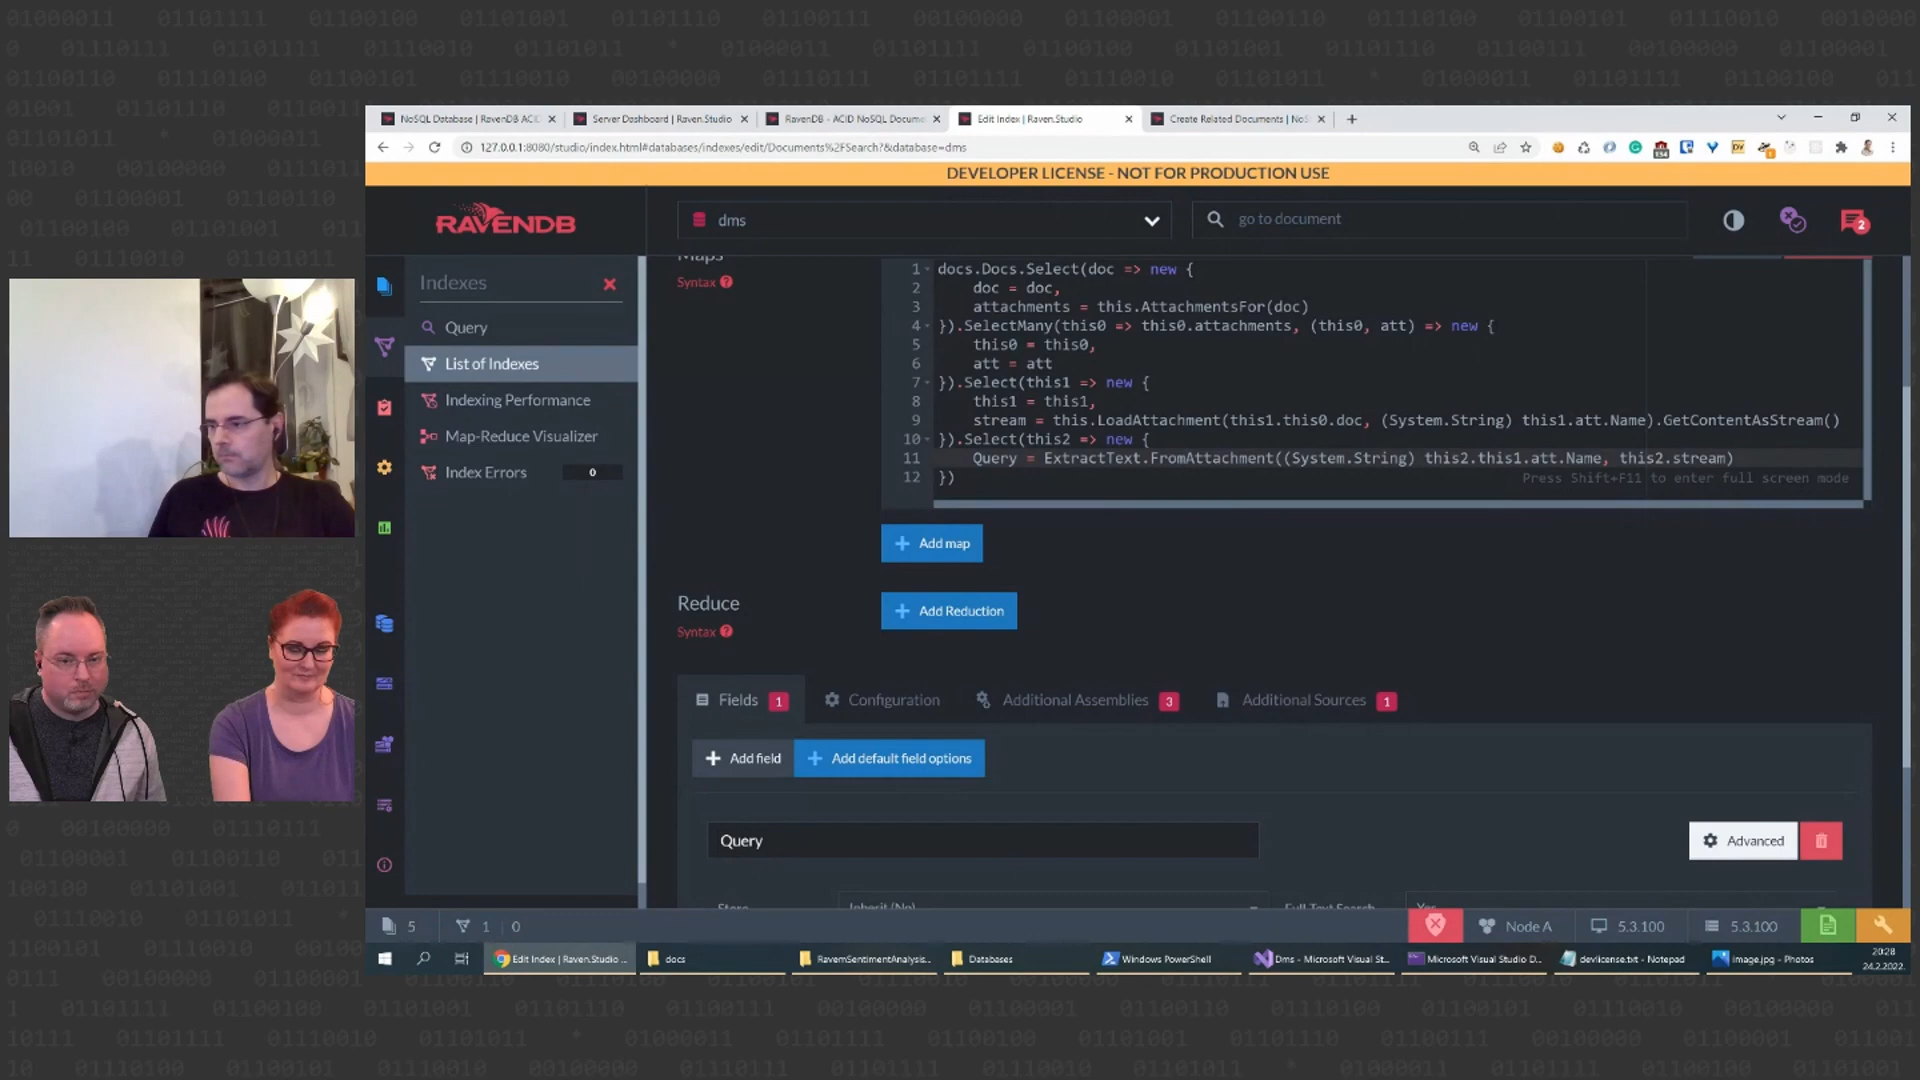 NoSQL Database | RavenDB ACID
Server Dashboard | Raven.Studio
RavenDB - ACID NoSQL Docume
Edit Index | Raven.Studio
Create Related Documents | NoS
127.0.0.1:8080/studio/index.html#databases/indexes/edit/Documents%2FSearch?&database=dms
DEVELOPER LICENSE - NOT FOR PRODUCTION USE
RAVENDB
dms
go to document
2
Indexes
Query
List of Indexes
Indexing Performance
Map-Reduce Visualizer
Index Errors 0
Maps
Syntax
1 docs.Docs.Select(doc => new {
2 doc = doc,
3 attachments = this.AttachmentsFor(doc)
4 }).SelectMany(this0 => this0.attachments, (this0, att) => new {
5 this0 = this0,
6 att = att
7 }).Select(this1 => new {
8 this1 = this1,
9 stream = this.LoadAttachment(this1.this0.doc, (System.String) this1.att.Name).GetContentAsStream()
10 }).Select(this2 => new {
11 Query = ExtractText.FromAttachment((System.String) this2.this1.att.Name, this2.stream)
12 })
Press Shift+F11 to enter full screen mode
Add map
Reduce
Syntax
Add Reduction
Fields 1
Configuration
Additional Assemblies 3
Additional Sources 1
Add field
Add default field options
Query
Advanced
Store Inherit (No) Full Text Search Yes
5 1 | 0
Node A 5.3.100 5.3.100
Edit Index | Raven.Studio ...
docs
RavemSentimentAnalysis...
Databases
Windows PowerShell
Dms - Microsoft Visual St...
Microsoft Visual Studio D...
devlicense.txt - Notepad
image.jpg - Photos
20:28
24.2.2022